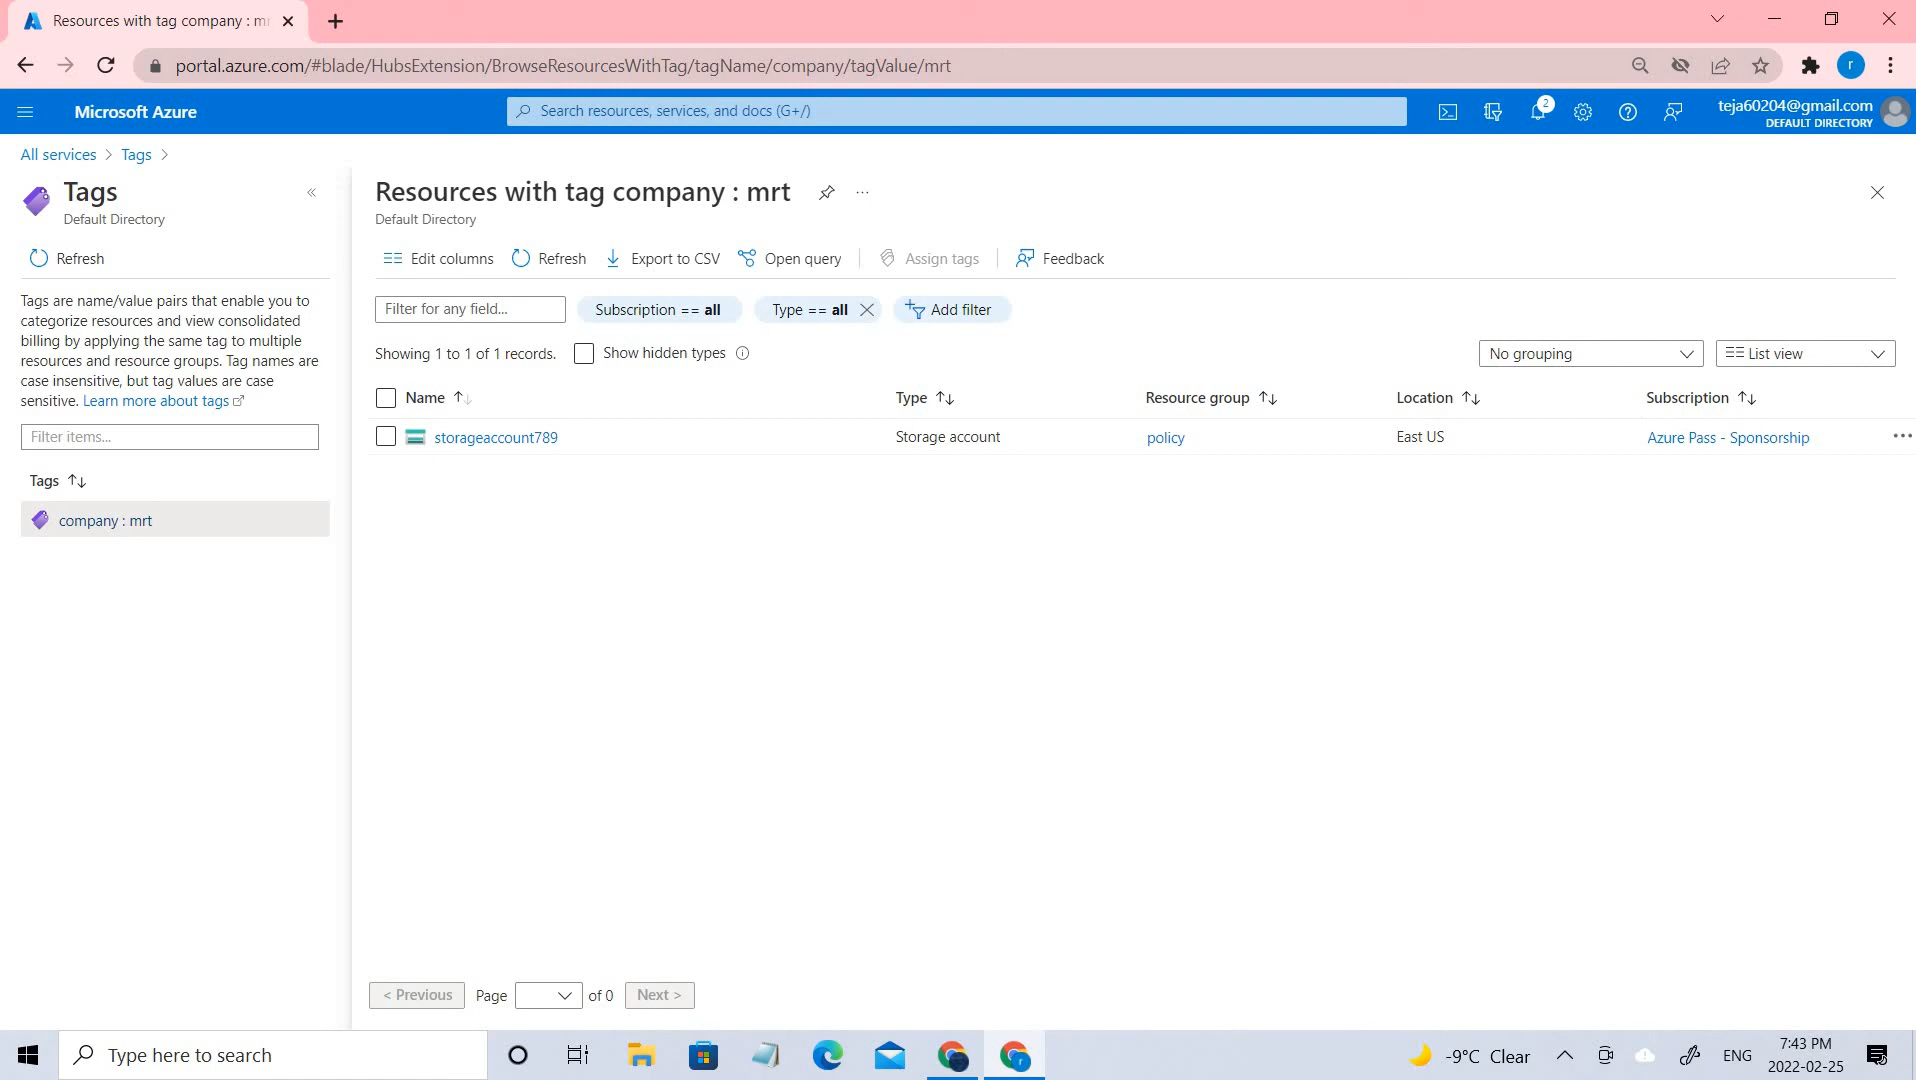 Resources with tag company : mr
portal.azure.com/#blade/HubsExtension/BrowseResourcesWithTag/tagName/company/tagValue/mrt
r
Microsoft Azure
Search resources, services, and docs (G+/)
2
teja60204@gmail.com
DEFAULT DIRECTORY
All services > Tags >
Tags
Default Directory
Refresh
Tags are name/value pairs that enable you to
categorize resources and view consolidated
billing by applying the same tag to multiple
resources and resource groups. Tag names are
case insensitive, but tag values are case
sensitive. Learn more about tags
Filter items...
Tags
company : mrt
Resources with tag company : mrt
...
Default Directory
Edit columns Refresh Export to CSV Open query Assign tags Feedback
Filter for any field... Subscription == all Type == all Add filter
Showing 1 to 1 of 1 records. Show hidden types No grouping List view
Name Type Resource group Location Subscription
storageaccount789 Storage account policy East US Azure Pass - Sponsorship ...
< Previous Page of 0 Next >
Type here to search
-9°C Clear
ENG
7:43 PM
2022-02-25